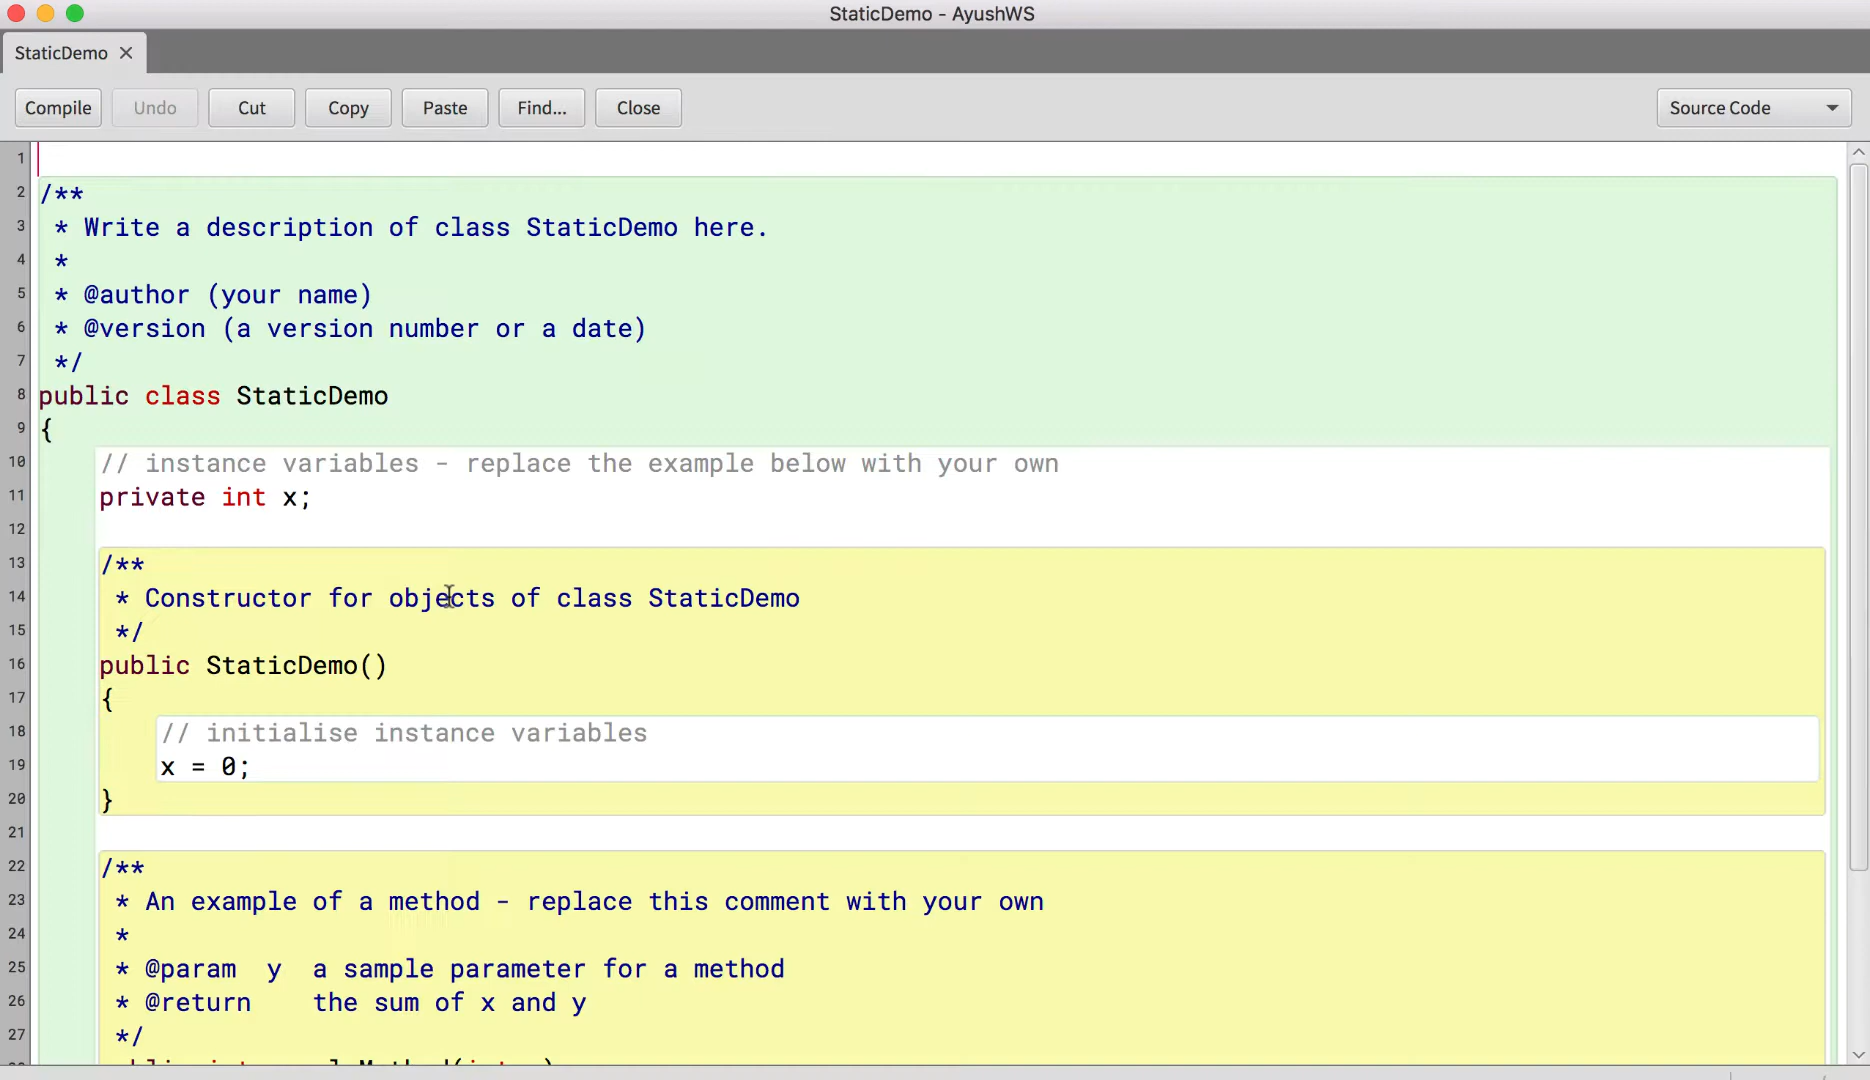 StaticDemo - AyushWS
StaticDemo ×
Compile Undo Cut Copy Paste Find... Close Source Code
1
2 /**
3  * Write a description of class StaticDemo here.
4  *
5  * @author (your name)
6  * @version (a version number or a date)
7  */
8 public class StaticDemo
9 {
10     // instance variables - replace the example below with your own
11     private int x;
12
13     /**
14      * Constructor for objects of class StaticDemo
15      */
16     public StaticDemo()
17     {
18         // initialise instance variables
19         x = 0;
20     }
21
22     /**
23      * An example of a method - replace this comment with your own
24      *
25      * @param  y  a sample parameter for a method
26      * @return    the sum of x and y
27      */